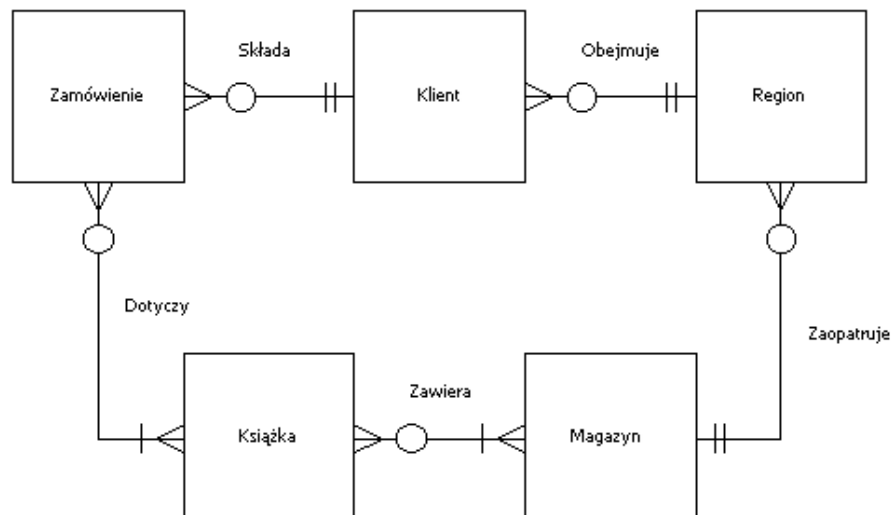 Składa
Obejmuje
Zamówienie
Klient
Region
Dotyczy
Zaopatruje
Zawiera
Książka
Magazyn